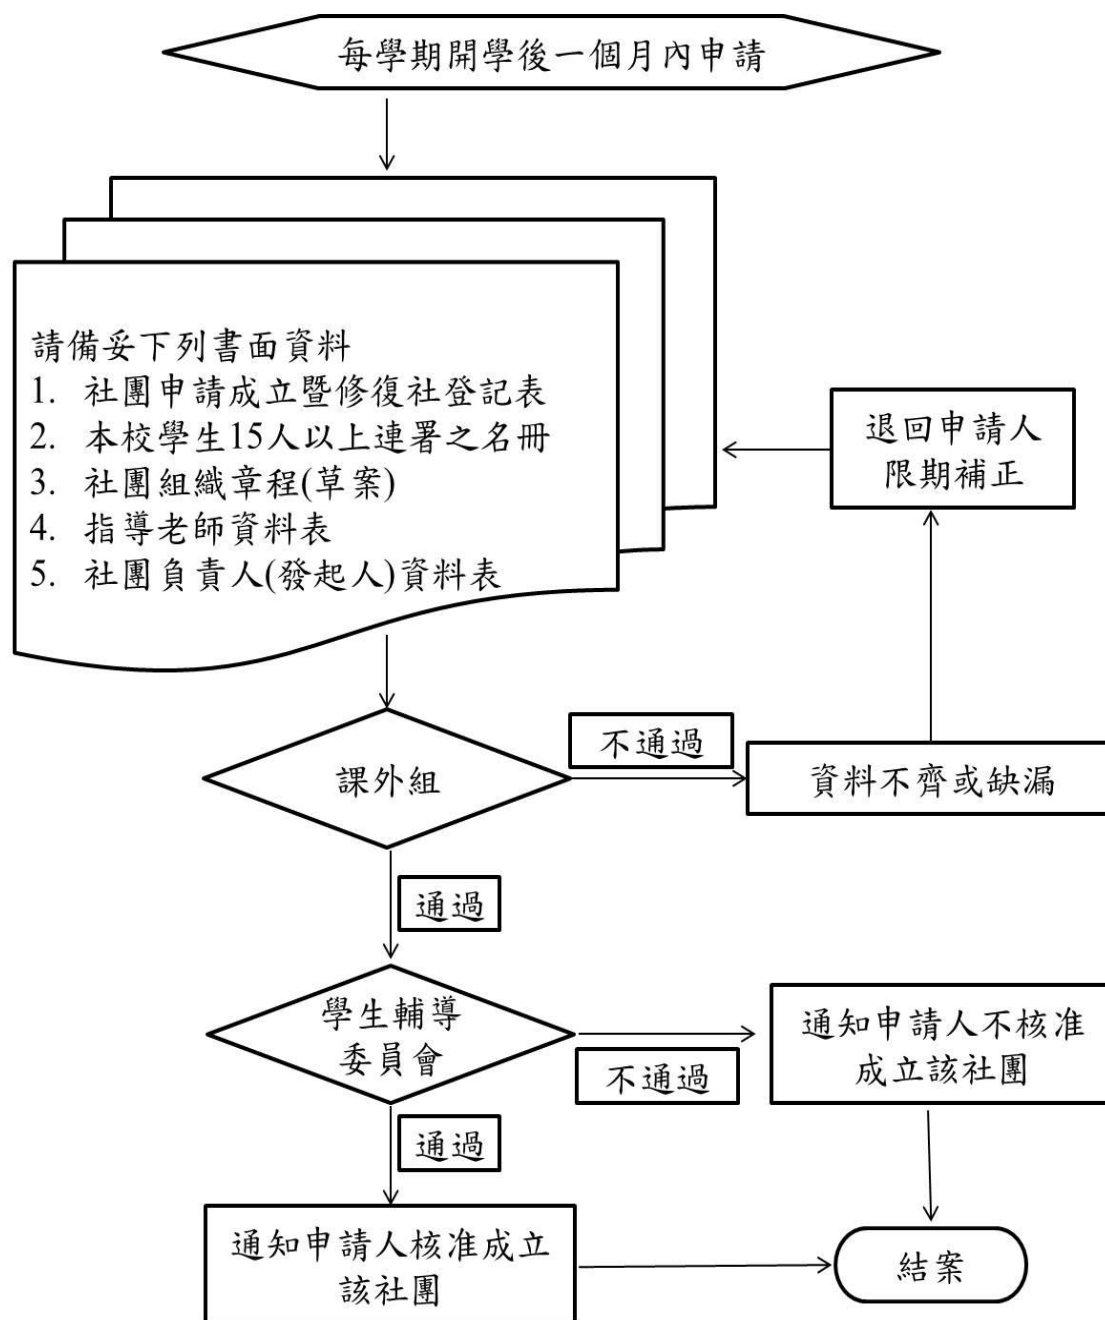 每學期開學後一個月內申請
請備妥下列書面資料
1. 社團申請成立暨修復社登記表
2. 本校學生15人以上連署之名冊
3. 社團組織章程(草案)
4. 指導老師資料表
5. 社團負責人(發起人)資料表
退回申請人
限期補正
課外組
不通過
資料不齊或缺漏
通過
學生輔導
委員會
不通過
通知申請人不核准
成立該社團
通過
通知申請人核准成立
該社團
結案